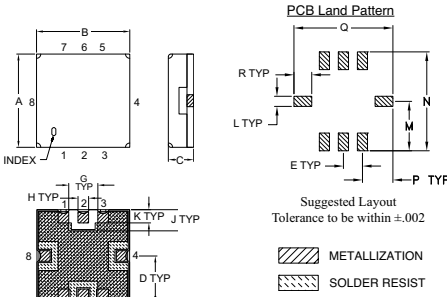 PCB Land Pattern
B
Q
7 6 5
R TYP
A
8
4
N
L TYP
M
INDEX
C
1 2 3
E TYP
P TYP
G
TYP
H TYP
1 2 3
K TYP
J TYP
Suggested Layout
Tolerance to be within ±.002
8
4
D TYP
METALLIZATION
SOLDER RESIST